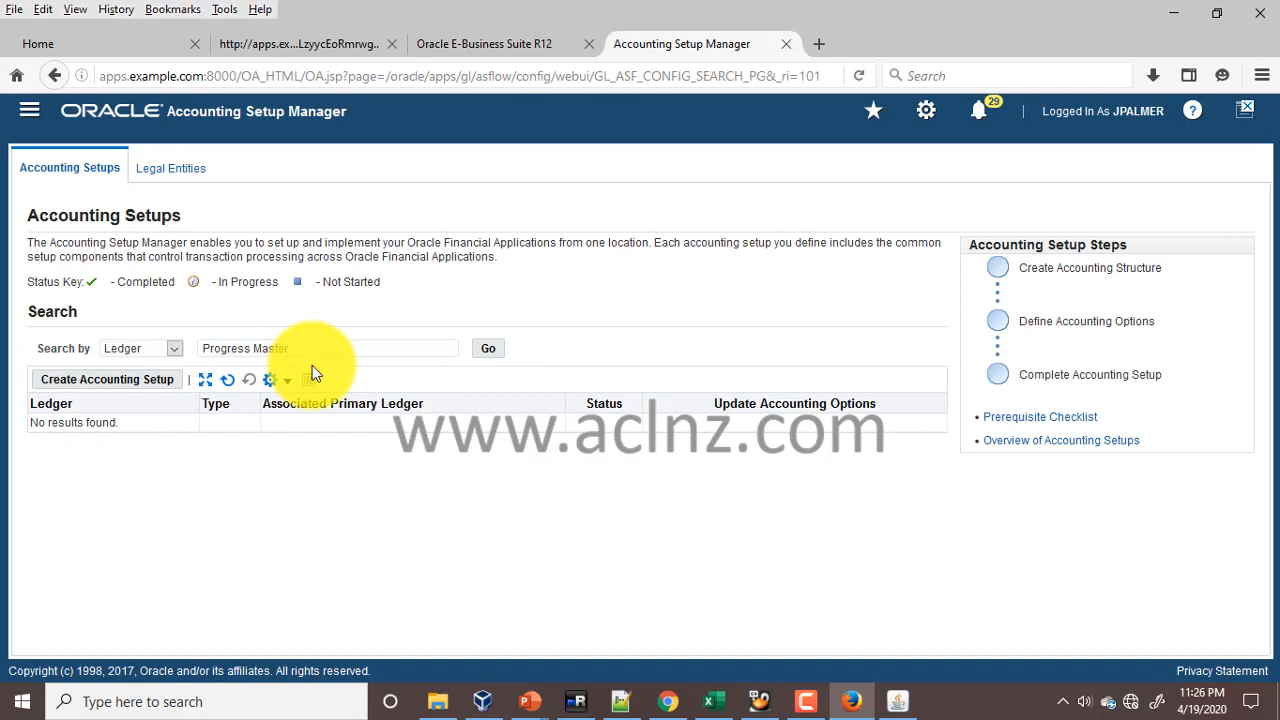 File Edit View History Bookmarks Tools Help
Home http://apps.ex...LzyycEoRmrwg.. Oracle E-Business Suite R12 Accounting Setup Manager
apps.example.com:8000/OA_HTML/OA.jsp?page=/oracle/apps/gl/asflow/config/webui/GL_ASF_CONFIG_SEARCH_PG&_ri=101 Search
ORACLE Accounting Setup Manager 29 Logged In As JPALMER
Accounting Setups Legal Entities
Accounting Setups
The Accounting Setup Manager enables you to set up and implement your Oracle Financial Applications from one location. Each accounting setup you define includes the common
setup components that control transaction processing across Oracle Financial Applications.
Status Key: - Completed - In Progress - Not Started
Search
Search by Ledger Progress Master Go
Create Accounting Setup
Ledger Type Associated Primary Ledger Status Update Accounting Options
No results found.
www.aclnz.com
Accounting Setup Steps
Create Accounting Structure
Define Accounting Options
Complete Accounting Setup
Prerequisite Checklist
Overview of Accounting Setups
Copyright (c) 1998, 2017, Oracle and/or its affiliates. All rights reserved. Privacy Statement
Type here to search 11:26 PM
4/19/2020